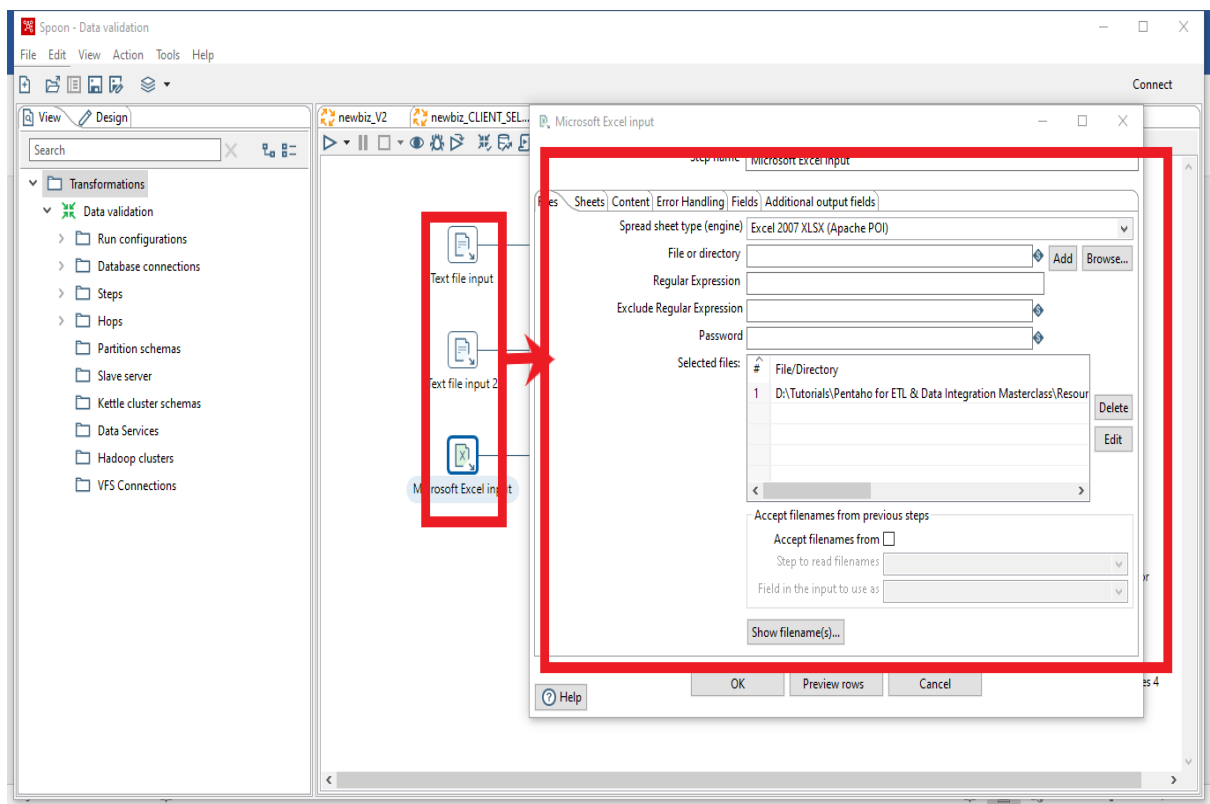 Spoon - Data validation
File Edit View Action Tools Help
Connect
View Design
Search
Transformations
Data validation
Run configurations
Database connections
Steps
Hops
Partition schemas
Slave server
Kettle cluster schemas
Data Services
Hadoop clusters
VFS Connections
newbiz_V2 newbiz_CLIENT_SEL...
Text file input
Text file input 2
Microsoft Excel input
Microsoft Excel input
Step name Microsoft Excel input
Files Sheets Content Error Handling Fields Additional output fields
Spread sheet type (engine) Excel 2007 XLSX (Apache POI)
File or directory Add Browse...
Regular Expression
Exclude Regular Expression
Password
Selected files: # File/Directory
1 D:\Tutorials\Pentaho for ETL & Data Integration Masterclass\Resour
Delete
Edit
Accept filenames from previous steps
Accept filenames from
Step to read filenames
Field in the input to use as
Show filename(s)...
OK Preview rows Cancel
Help